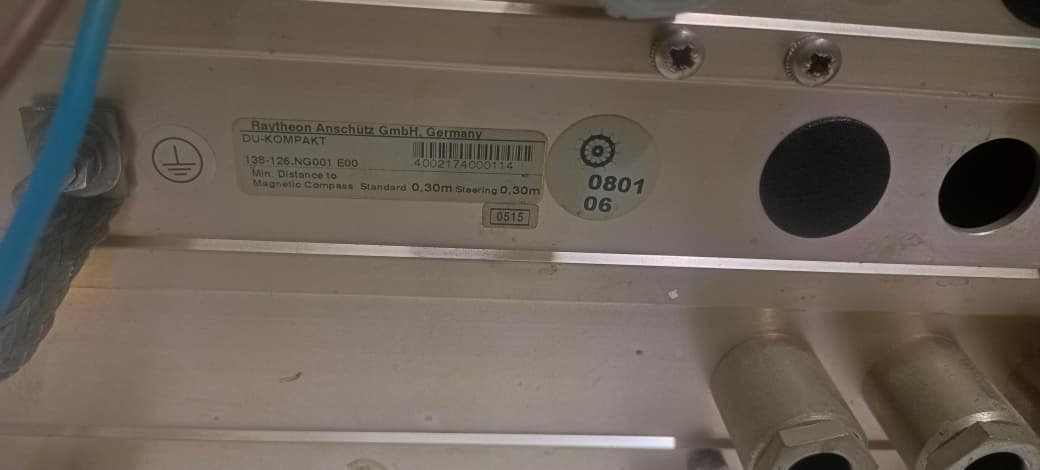 Raytheon Anschütz GmbH, Germany
DU-KOMPAKT
138-126.NG001 E00
4002174000114
Min. Distance to
Magnetic Compass Standard 0,30m Steering 0,30m
0515
0801
06